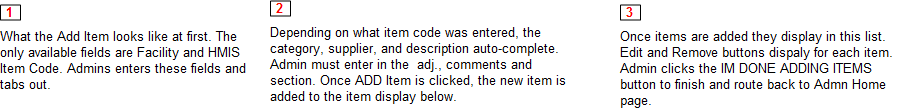 1
What the Add Item looks like at first. The
only available fields are Facility and HMIS
Item Code. Admins enters these fields and
tabs out.
2
Depending on what item code was entered, the
category, supplier, and description auto-complete.
Admin must enter in the  adj., comments and
section. Once ADD Item is clicked, the new item is
added to the item display below.
3
Once items are added they display in this list.
Edit and Remove buttons dispaly for each item.
Admin clicks the IM DONE ADDING ITEMS
button to finish and route back to Admn Home
page.